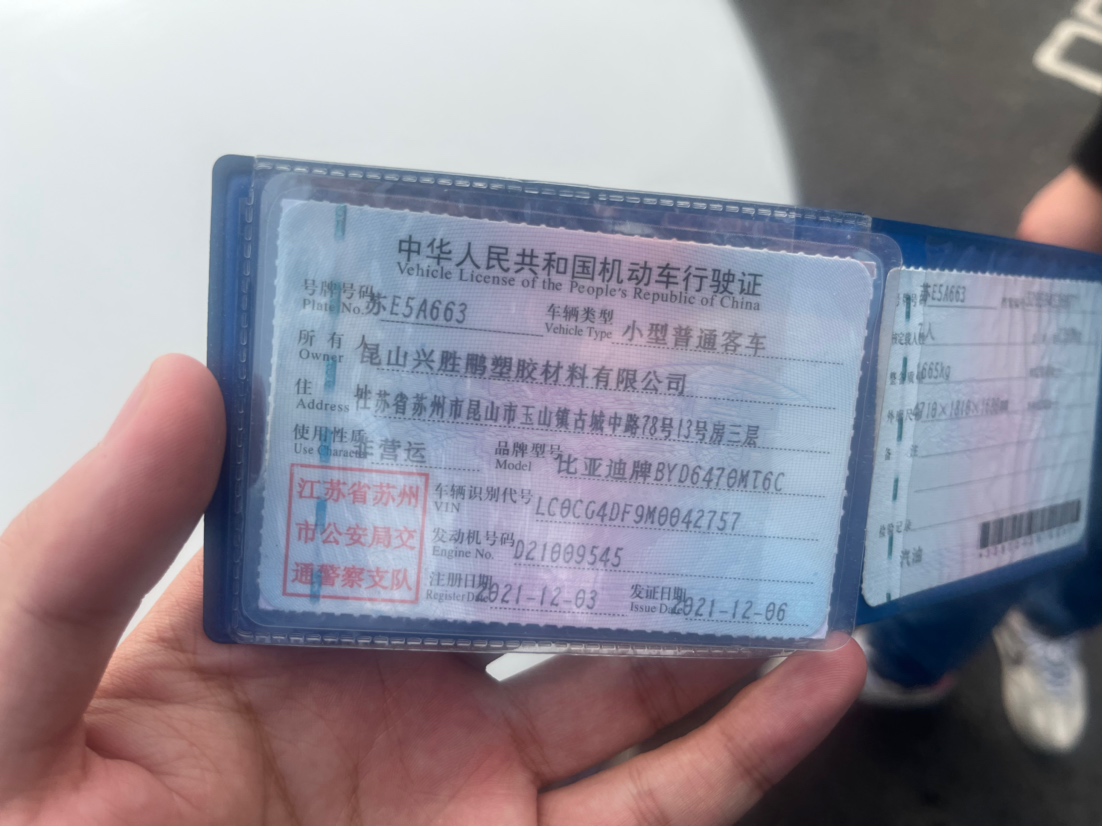 中华人民共和国机动车行驶证
Vehicle License of the People's Republic of China
号牌号码 苏E5A663 车辆类型 小型普通客车
Plate No. Vehicle Type
所有人 昆山兴胜鹏塑胶材料有限公司
Owner
住 江苏省苏州市昆山市玉山镇古城中路78号13号房三层
Address
使用性质 非营运 品牌型号 比亚迪牌BYD6470MT6C
Use Character Model
江苏省苏州
市公安局交
通警察支队
车辆识别代号 LC0CG4DF9M0042757
VIN
发动机号码 D21009545
Engine No.
注册日期 2021-12-03 发证日期 2021-12-06
Register Date Issue Date
苏E5A663
人
665kg
备
检验记录
汽油